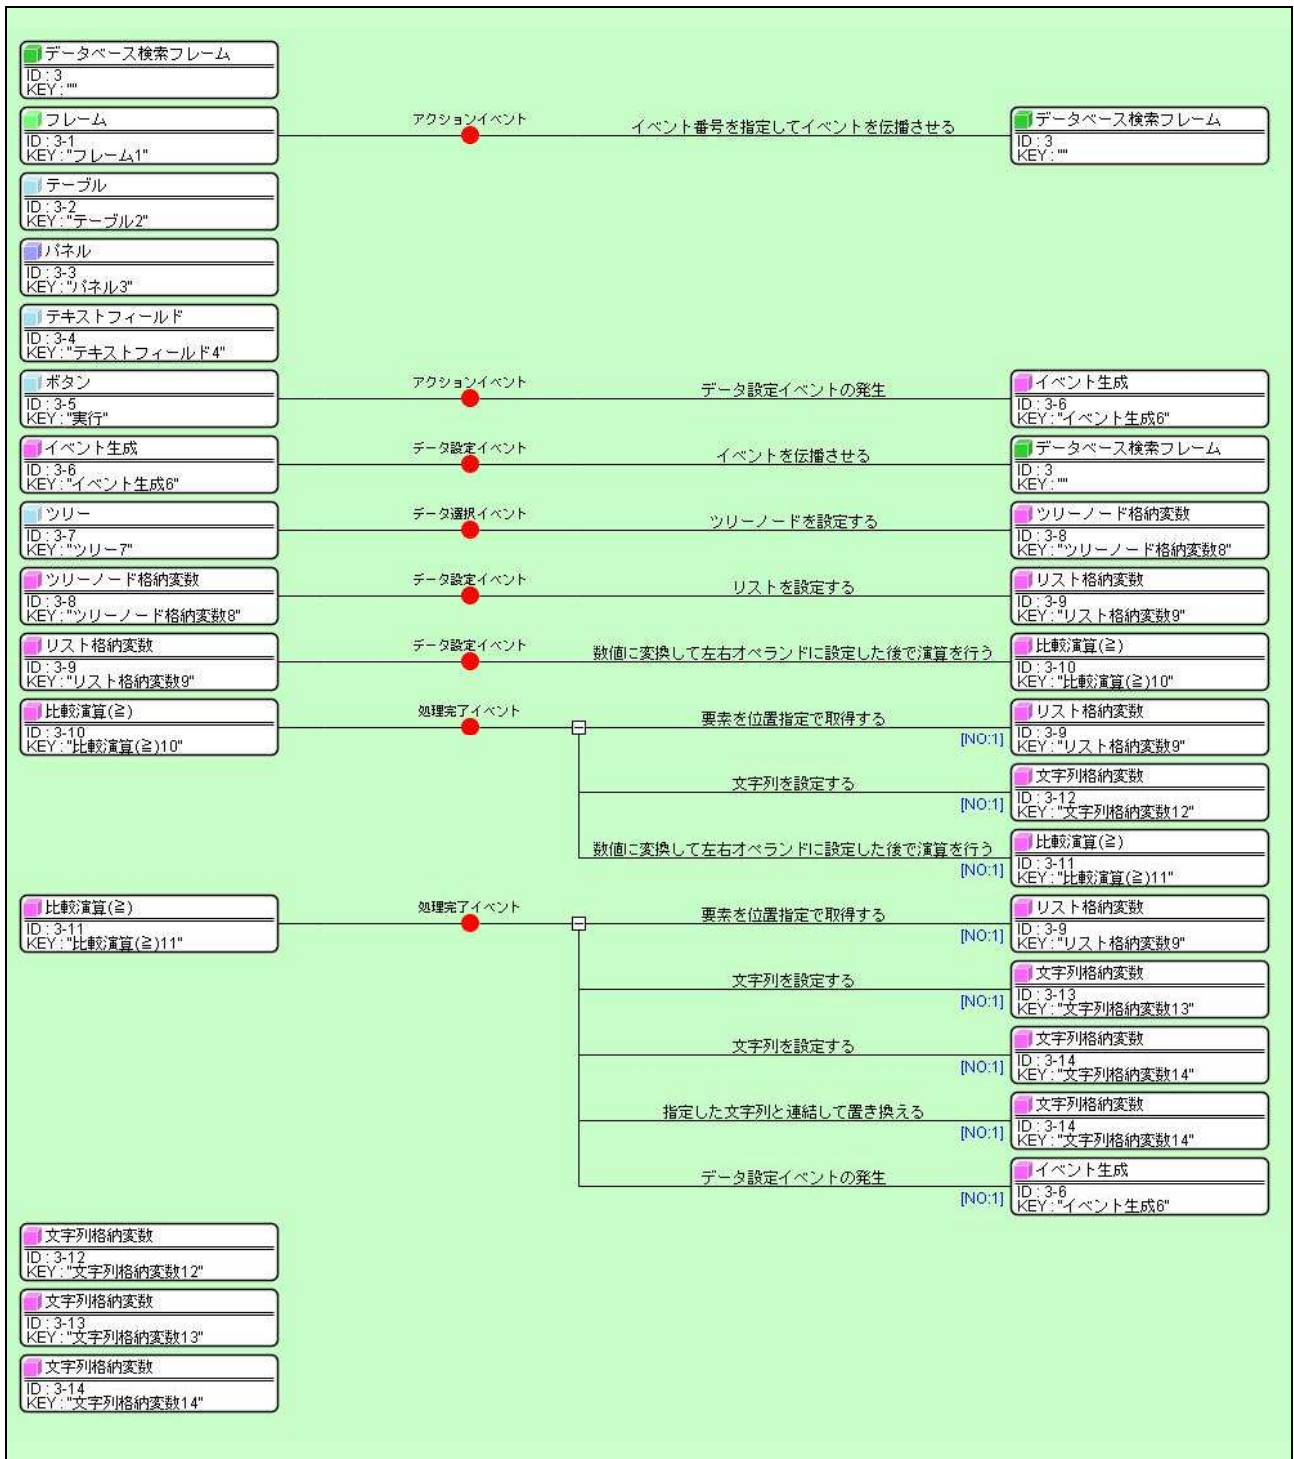 データベース検索フレーム
ID : 3
KEY : ""
フレーム
ID : 3-1
KEY : "フレーム1"
アクションイベント
イベント番号を指定してイベントを伝播させる
データベース検索フレーム
ID : 3
KEY : ""
テーブル
ID : 3-2
KEY : "テーブル2"
パネル
ID : 3-3
KEY : "パネル3"
テキストフィールド
ID : 3-4
KEY : "テキストフィールド4"
ボタン
ID : 3-5
KEY : "実行"
アクションイベント
データ設定イベントの発生
イベント生成
ID : 3-6
KEY : "イベント生成6"
イベント生成
ID : 3-6
KEY : "イベント生成6"
データ設定イベント
イベントを伝播させる
データベース検索フレーム
ID : 3
KEY : ""
ツリー
ID : 3-7
KEY : "ツリー7"
データ選択イベント
ツリーノードを設定する
ツリーノード格納変数
ID : 3-8
KEY : "ツリーノード格納変数8"
ツリーノード格納変数
ID : 3-8
KEY : "ツリーノード格納変数8"
データ設定イベント
リストを設定する
リスト格納変数
ID : 3-9
KEY : "リスト格納変数9"
リスト格納変数
ID : 3-9
KEY : "リスト格納変数9"
データ設定イベント
数値に変換して左右オペランドに設定した後で演算を行う
比較演算(≧)
ID : 3-10
KEY : "比較演算(≧)10"
比較演算(≧)
ID : 3-10
KEY : "比較演算(≧)10"
処理完了イベント
要素を位置指定で取得する
[NO:1]
リスト格納変数
ID : 3-9
KEY : "リスト格納変数9"
文字列を設定する
[NO:1]
文字列格納変数
ID : 3-12
KEY : "文字列格納変数12"
数値に変換して左右オペランドに設定した後で演算を行う
[NO:1]
比較演算(≧)
ID : 3-11
KEY : "比較演算(≧)11"
比較演算(≧)
ID : 3-11
KEY : "比較演算(≧)11"
処理完了イベント
要素を位置指定で取得する
[NO:1]
リスト格納変数
ID : 3-9
KEY : "リスト格納変数9"
文字列を設定する
[NO:1]
文字列格納変数
ID : 3-13
KEY : "文字列格納変数13"
文字列を設定する
[NO:1]
文字列格納変数
ID : 3-14
KEY : "文字列格納変数14"
指定した文字列と連結して置き換える
[NO:1]
文字列格納変数
ID : 3-14
KEY : "文字列格納変数14"
データ設定イベントの発生
[NO:1]
イベント生成
ID : 3-6
KEY : "イベント生成6"
文字列格納変数
ID : 3-12
KEY : "文字列格納変数12"
文字列格納変数
ID : 3-13
KEY : "文字列格納変数13"
文字列格納変数
ID : 3-14
KEY : "文字列格納変数14"